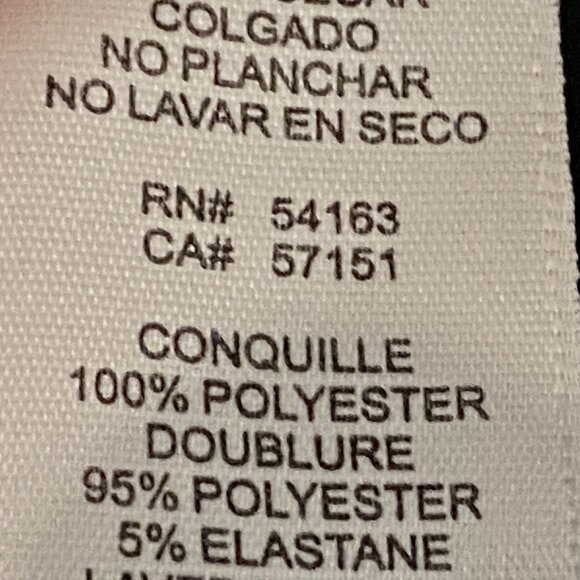 COLGADO
NO PLANCHAR
NO LAVAR EN SECO
RN# 54163
CA# 57151
CONQUILLE
100% POLYESTER
DOUBLURE
95% POLYESTER
5% ELASTANE